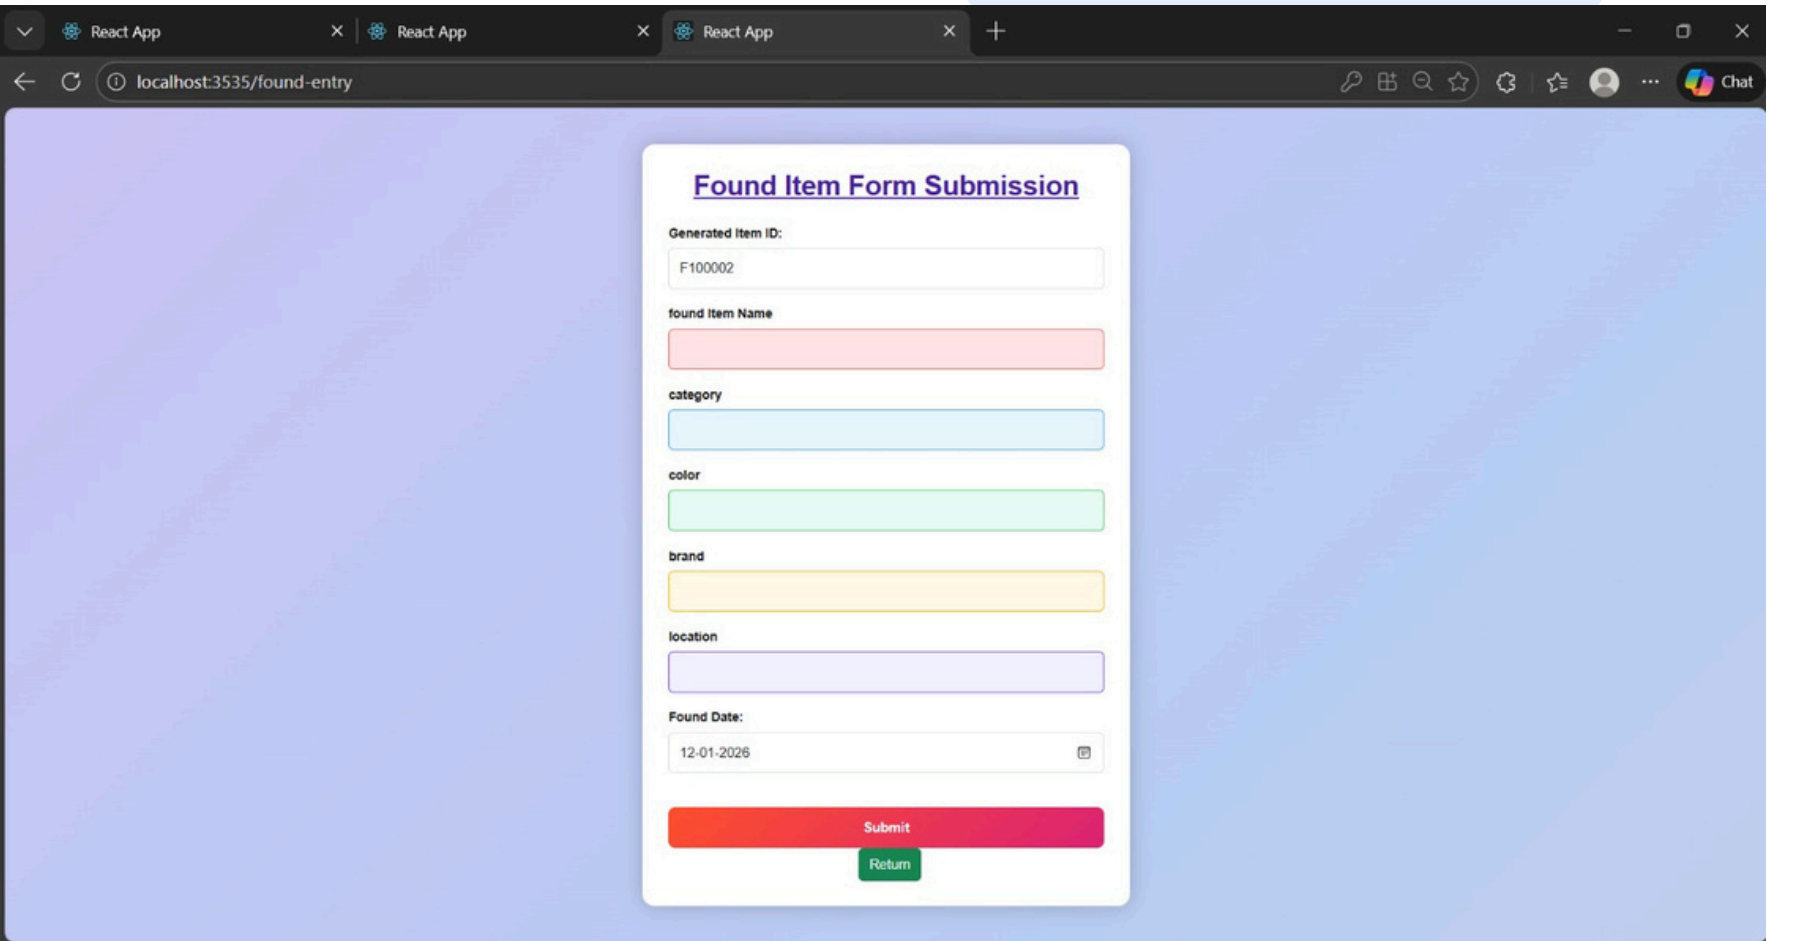 React App
React App
React App
localhost:3535/found-entry
Chat
Found Item Form Submission
Generated Item ID:
F100002
found Item Name
category
color
brand
location
Found Date:
12-01-2026
Submit
Return